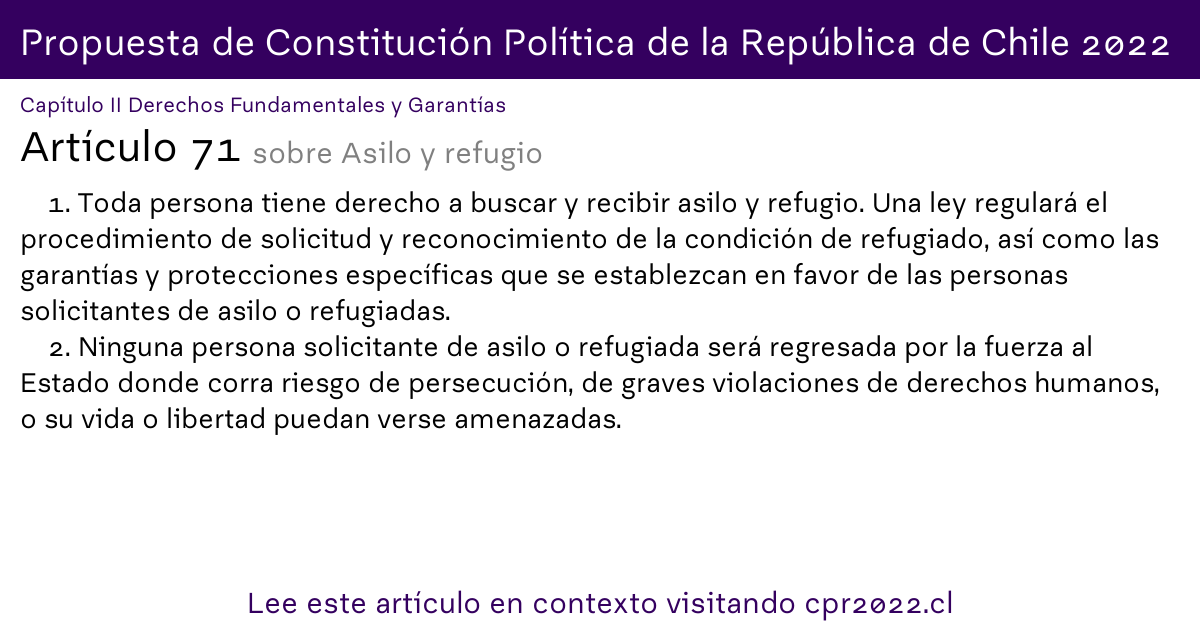 Propuesta de Constitución Política de la República de Chile 2022
Capítulo II Derechos Fundamentales y Garantías
Artículo 71 sobre Asilo y refugio
1. Toda persona tiene derecho a buscar y recibir asilo y refugio. Una ley regulará el
procedimiento de solicitud y reconocimiento de la condición de refugiado, así como las
garantías y protecciones específicas que se establezcan en favor de las personas
solicitantes de asilo o refugiadas.
2. Ninguna persona solicitante de asilo o refugiada será regresada por la fuerza al
Estado donde corra riesgo de persecución, de graves violaciones de derechos humanos,
o su vida o libertad puedan verse amenazadas.
Lee este artículo en contexto visitando cpr2022.cl